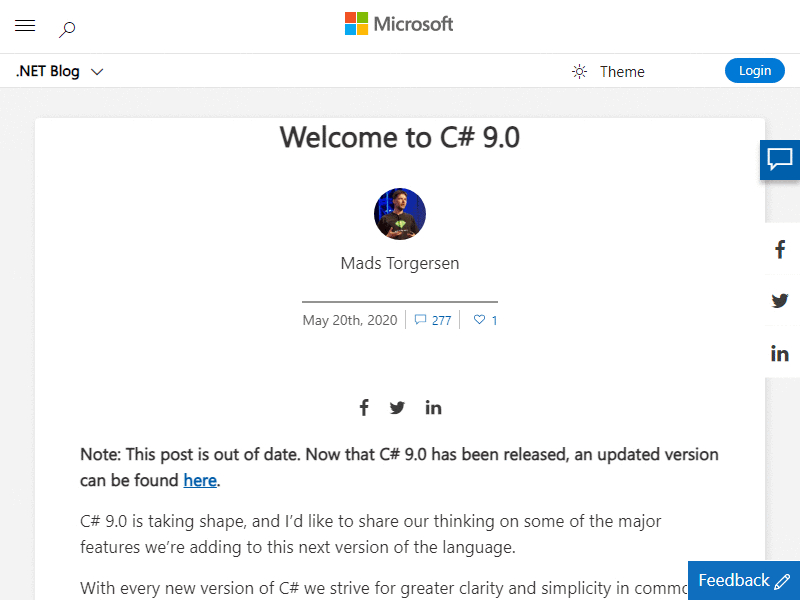 Microsoft
.NET Blog
Theme
Login
Welcome to C# 9.0
Mads Torgersen
May 20th, 2020
277
1
Note: This post is out of date. Now that C# 9.0 has been released, an updated version
can be found here.
C# 9.0 is taking shape, and I’d like to share our thinking on some of the major
features we’re adding to this next version of the language.
With every new version of C# we strive for greater clarity and simplicity in
Feedback